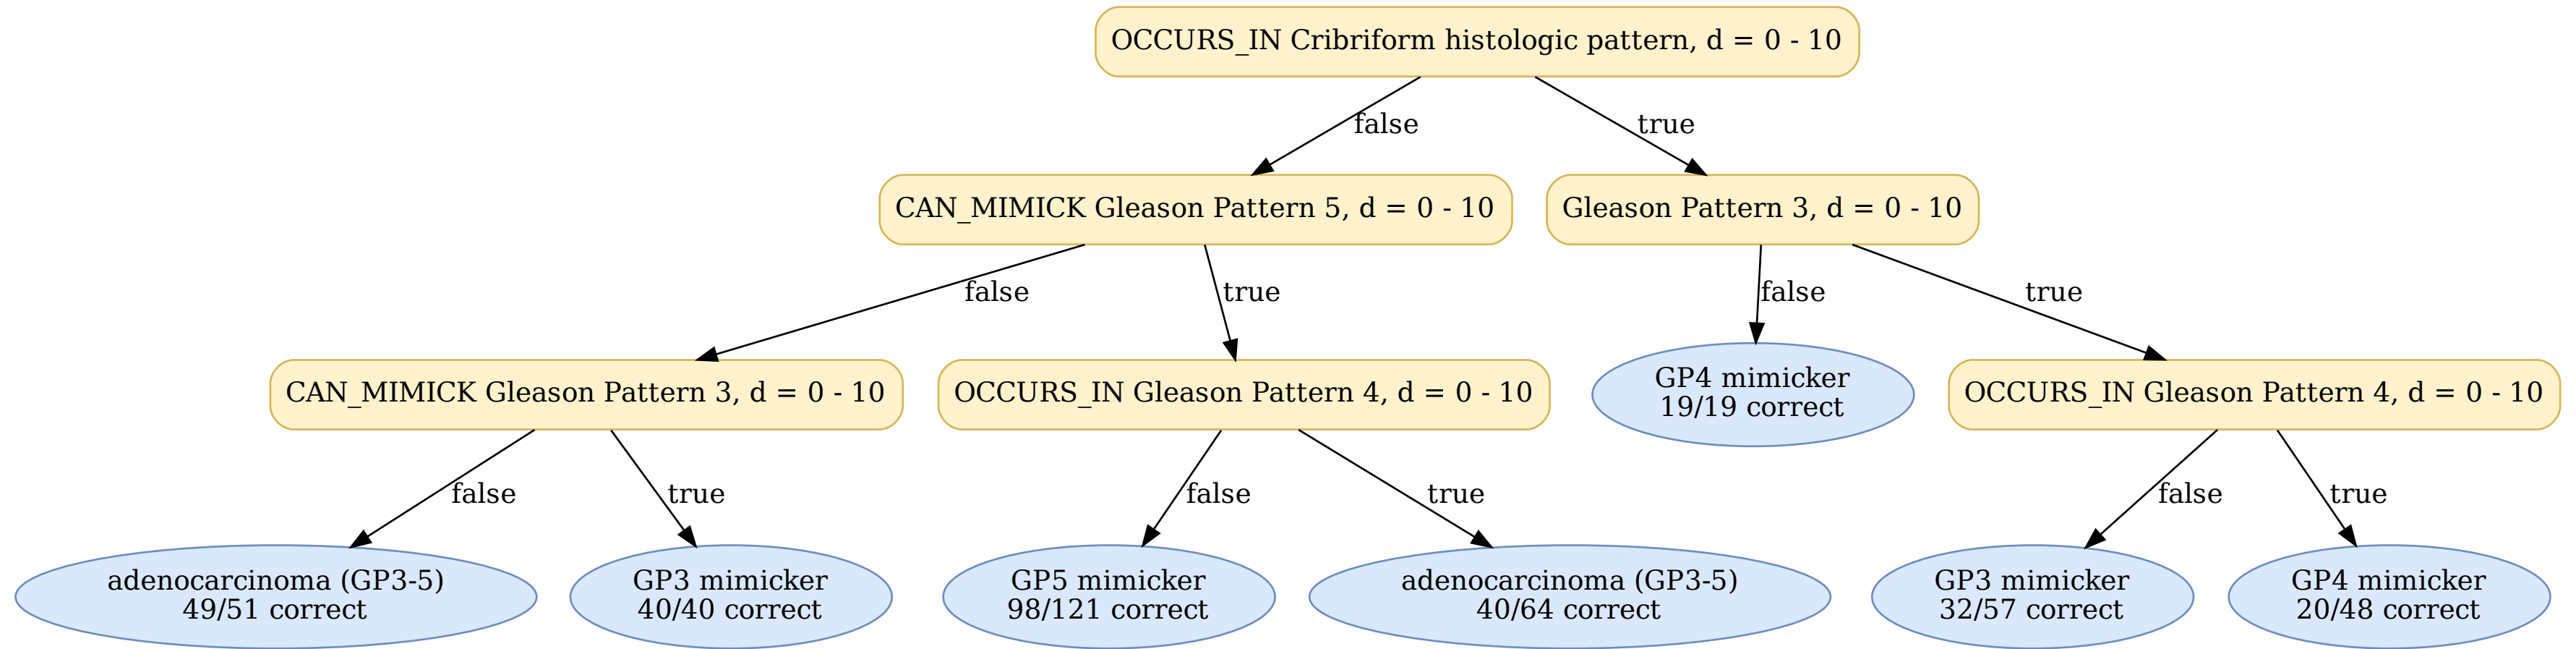 OCCURS_IN Cribriform histologic pattern, d = 0 - 10
false
true
CAN_MIMICK Gleason Pattern 5, d = 0 - 10
Gleason Pattern 3, d = 0 - 10
false
true
false
true
CAN_MIMICK Gleason Pattern 3, d = 0 - 10
OCCURS_IN Gleason Pattern 4, d = 0 - 10
GP4 mimicker
19/19 correct
OCCURS_IN Gleason Pattern 4, d = 0 - 10
false
true
false
true
false
true
adenocarcinoma (GP3-5)
49/51 correct
GP3 mimicker
40/40 correct
GP5 mimicker
98/121 correct
adenocarcinoma (GP3-5)
40/64 correct
GP3 mimicker
32/57 correct
GP4 mimicker
20/48 correct